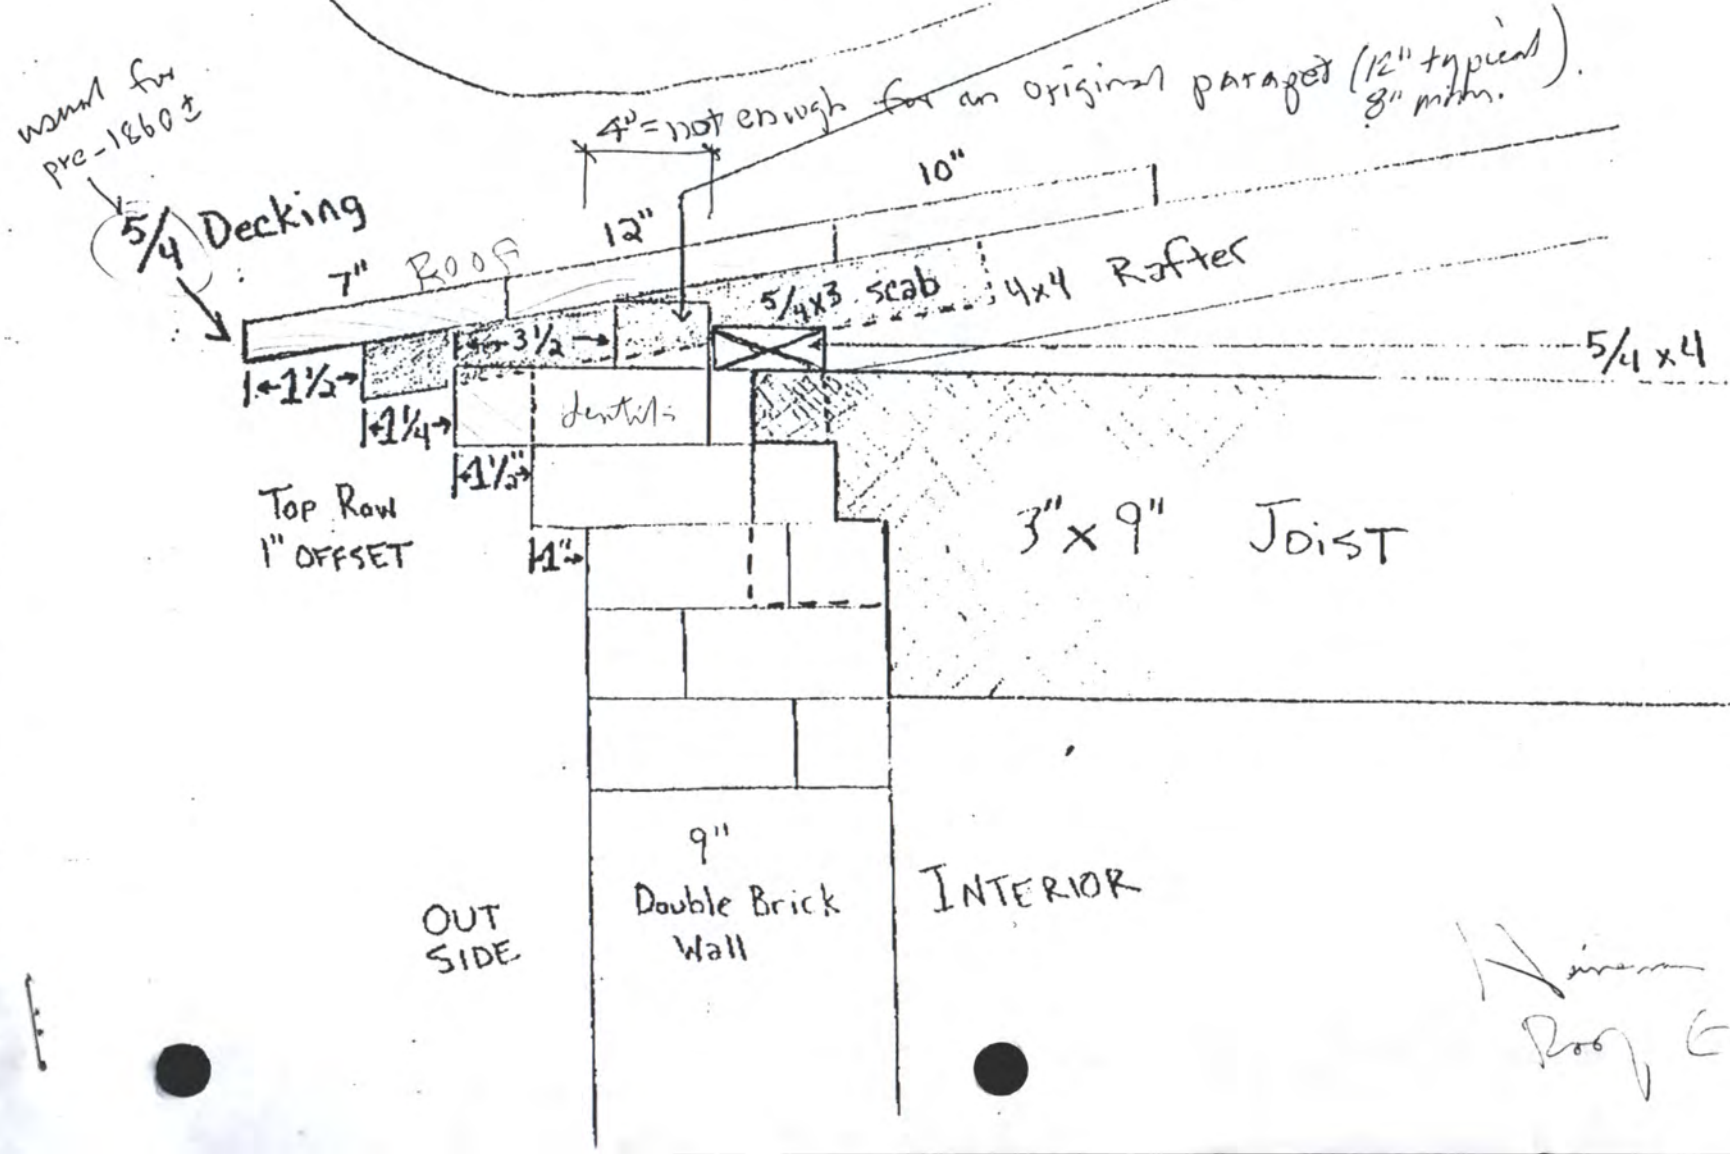 usual for
pre-1860±
4"=not enough for an original parapet (12" typical).
8" min.
5/4 Decking
7"
Roof
12"
10"
5/4x3 scab
4x4 Rafter
3 1/2
5/4 x 4
1 1/2
1 1/4
dentils
1 1/2"
Top Row
1" OFFSET
1"
3" x 9" JOIST
9"
Double Brick
Wall
OUT
SIDE
INTERIOR
Roof